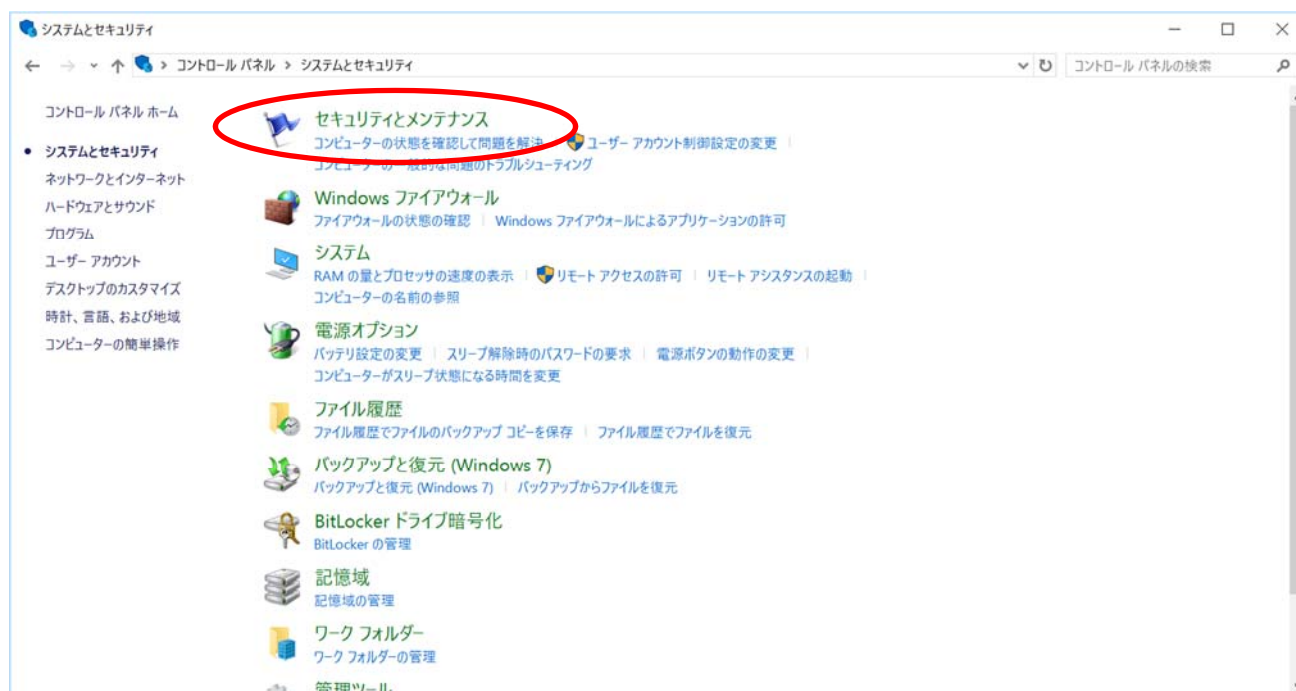 システムとセキュリティ
コントロール パネル > システムとセキュリティ
コントロール パネルの検索
コントロール パネル ホーム
システムとセキュリティ
ネットワークとインターネット
ハードウェアとサウンド
プログラム
ユーザー アカウント
デスクトップのカスタマイズ
時計、言語、および地域
コンピューターの簡単操作
セキュリティとメンテナンス
コンピューターの状態を確認して問題を解決 ユーザー アカウント制御設定の変更
コンピューターの一般的な問題のトラブルシューティング
Windows ファイアウォール
ファイアウォールの状態の確認 Windows ファイアウォールによるアプリケーションの許可
システム
RAM の量とプロセッサの速度の表示 リモート アクセスの許可 リモート アシスタンスの起動
コンピューターの名前の参照
電源オプション
バッテリ設定の変更 スリープ解除時のパスワードの要求 電源ボタンの動作の変更
コンピューターがスリープ状態になる時間を変更
ファイル履歴
ファイル履歴でファイルのバックアップ コピーを保存 ファイル履歴でファイルを復元
バックアップと復元 (Windows 7)
バックアップと復元 (Windows 7) バックアップからファイルを復元
BitLocker ドライブ暗号化
BitLocker の管理
記憶域
記憶域の管理
ワーク フォルダー
ワーク フォルダーの管理
管理ツール